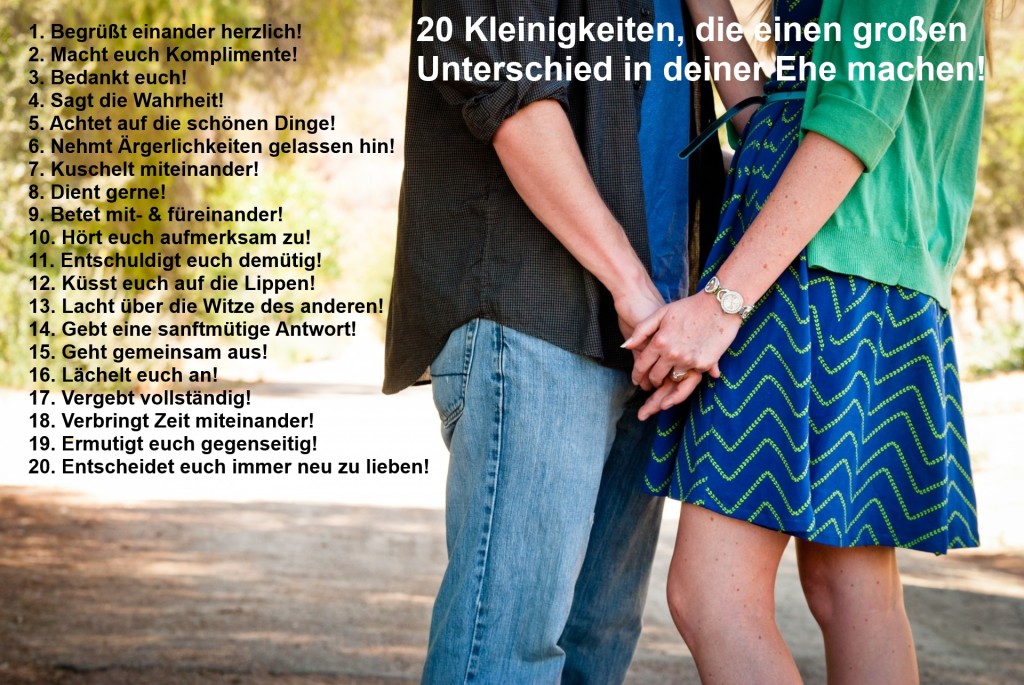 20 Kleinigkeiten, die einen großen
Unterschied in deiner Ehe machen!
1. Begrüßt einander herzlich!
2. Macht euch Komplimente!
3. Bedankt euch!
4. Sagt die Wahrheit!
5. Achtet auf die schönen Dinge!
6. Nehmt Ärgerlichkeiten gelassen hin!
7. Kuschelt miteinander!
8. Dient gerne!
9. Betet mit- & füreinander!
10. Hört euch aufmerksam zu!
11. Entschuldigt euch demütig!
12. Küsst euch auf die Lippen!
13. Lacht über die Witze des anderen!
14. Gebt eine sanftmütige Antwort!
15. Geht gemeinsam aus!
16. Lächelt euch an!
17. Vergebt vollständig!
18. Verbringt Zeit miteinander!
19. Ermutigt euch gegenseitig!
20. Entscheidet euch immer neu zu lieben!